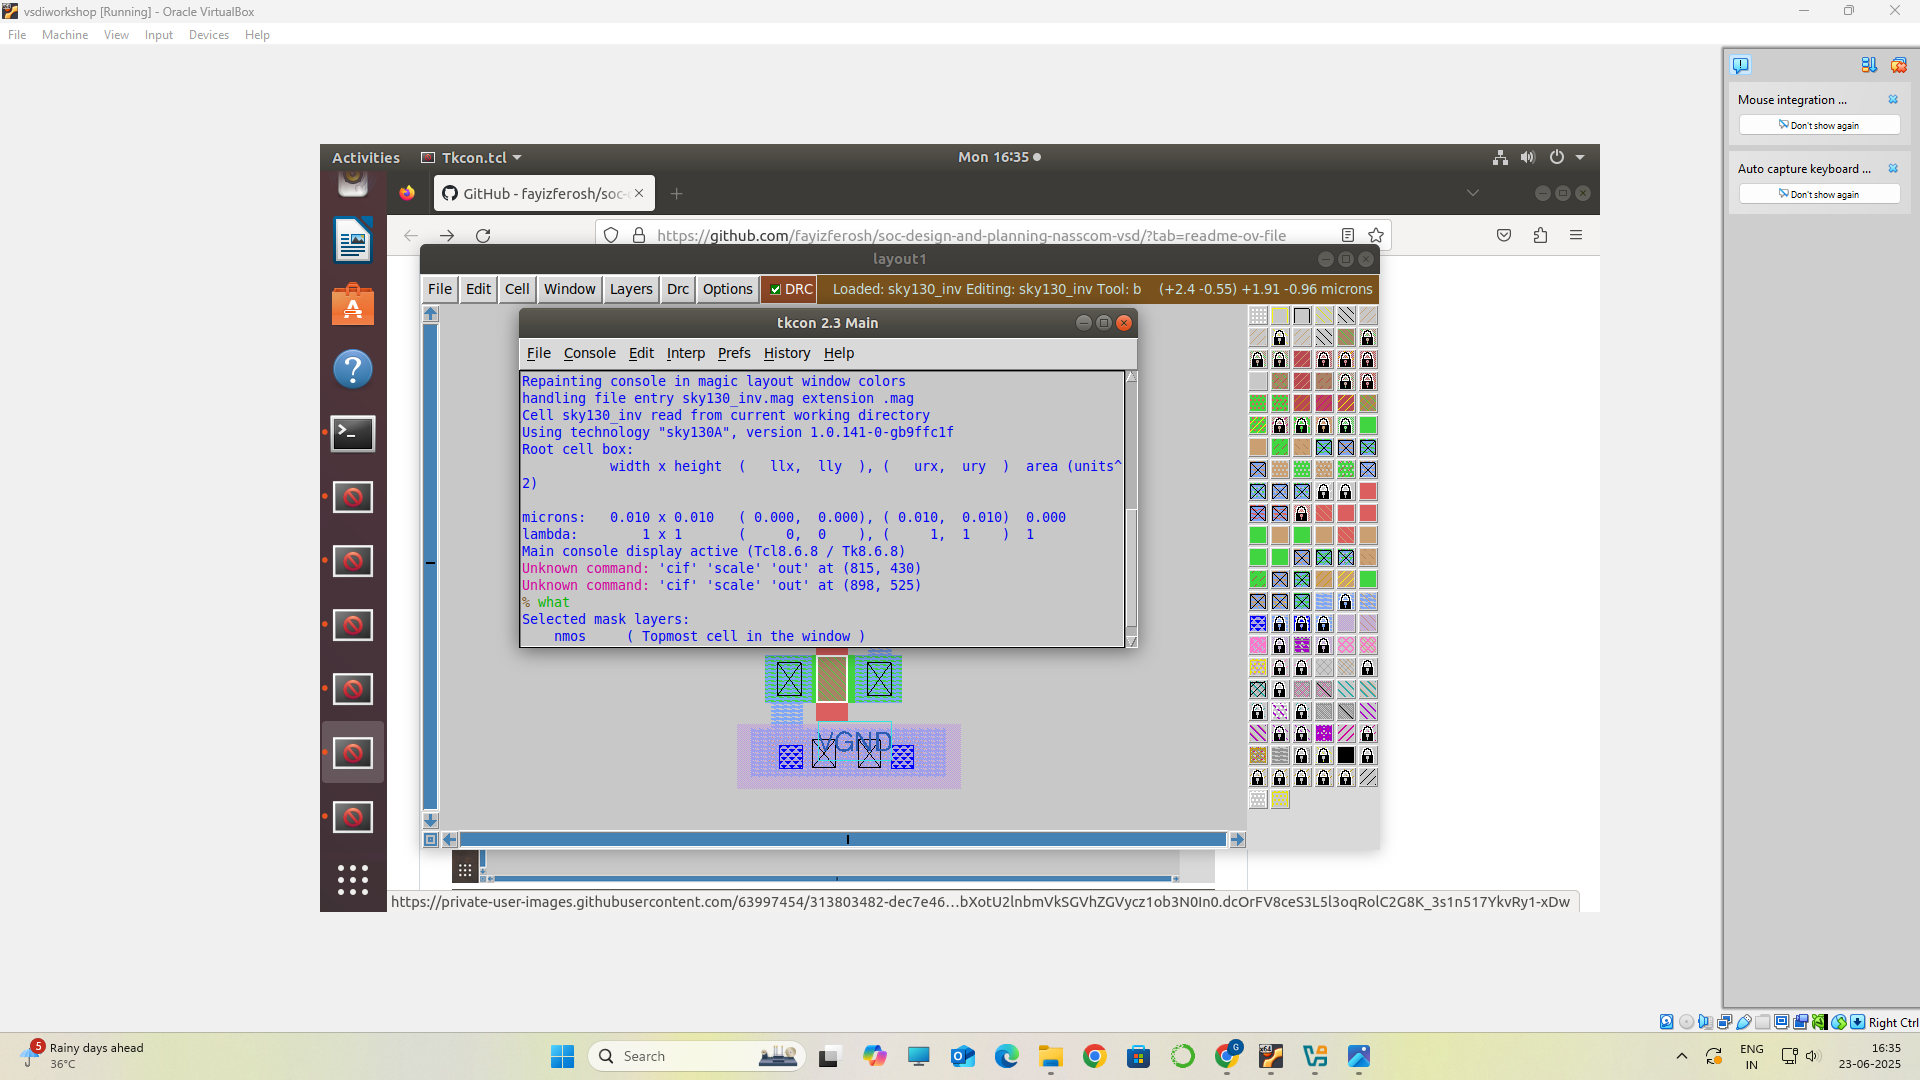 vsdiworkshop [Running] - Oracle VirtualBox
File Machine View Input Devices Help
Mouse integration ...
Don't show again
Auto capture keyboard ...
Don't show again
Activities Tkcon.tcl Mon 16:35
GitHub - fayizferosh/soc-
https://github.com/fayizferosh/soc-design-and-planning-nasscom-vsd/?tab=readme-ov-file
layout1
File Edit Cell Window Layers Drc Options DRC Loaded: sky130_inv Editing: sky130_inv Tool: b (+2.4 -0.55) +1.91 -0.96 microns
tkcon 2.3 Main
File Console Edit Interp Prefs History Help
Repainting console in magic layout window colors
handling file entry sky130_inv.mag extension .mag
Cell sky130_inv read from current working directory
Using technology "sky130A", version 1.0.141-0-gb9ffc1f
Root cell box:
width x height ( llx, lly ), ( urx, ury ) area (units^
2)
microns: 0.010 x 0.010 ( 0.000, 0.000), ( 0.010, 0.010) 0.000
lambda: 1 x 1 ( 0, 0 ), ( 1, 1 ) 1
Main console display active (Tcl8.6.8 / Tk8.6.8)
Unknown command: 'cif' 'scale' 'out' at (815, 430)
Unknown command: 'cif' 'scale' 'out' at (898, 525)
% what
Selected mask layers:
nmos ( Topmost cell in the window )
VGND
https://private-user-images.githubusercontent.com/63997454/313803482-dec7e46…bXotU2lnbmVkSGVhZGVycz1ob3N0In0.dcOrFV8ceS3L5l3oqRolC2G8K_3s1n517YkvRy1-xDw
Right Ctrl
5
Rainy days ahead
36°C
Search
ENG
IN
16:35
23-06-2025